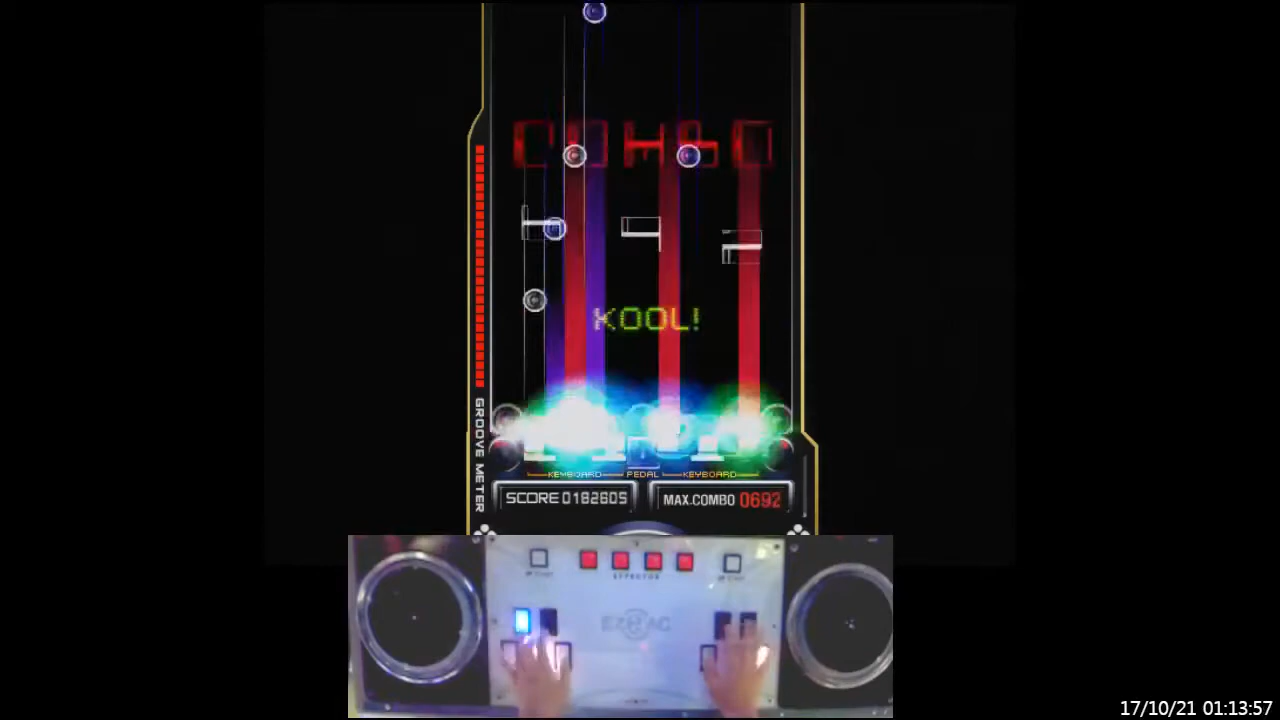 COMBO
KOOL!
GROOVE METER
KEYBOARD PEDAL KEYBOARD
SCORE 0182605 MAX.COMBO 0692
EFFECTOR
EZ2AC
17/10/21 01:13:57